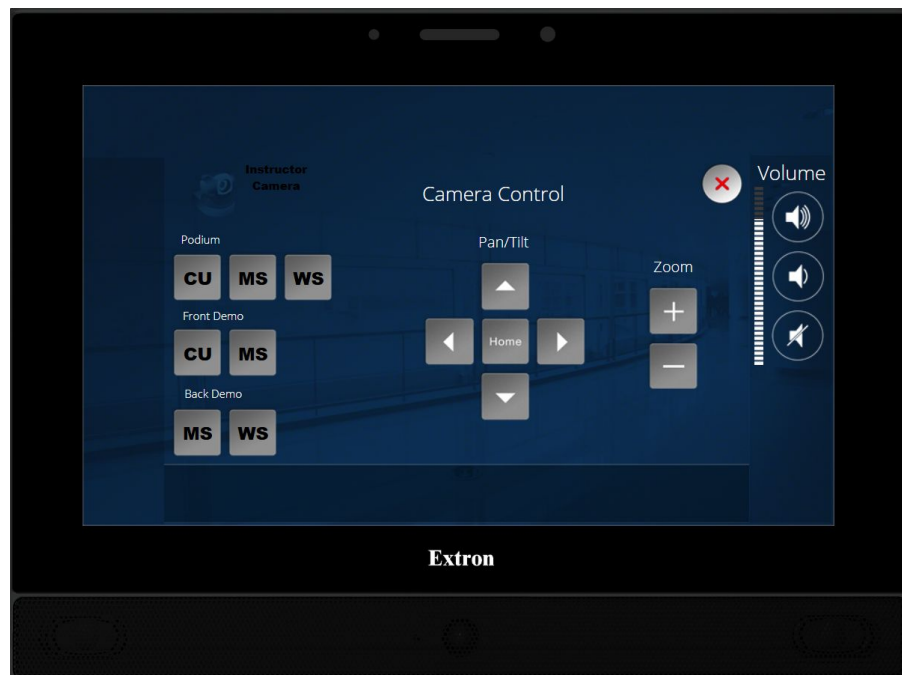 Instructor
Camera
Camera Control
Volume
Podium
CU MS WS
Front Demo
CU MS
Back Demo
MS WS
Pan/Tilt
Home
Zoom
Extron